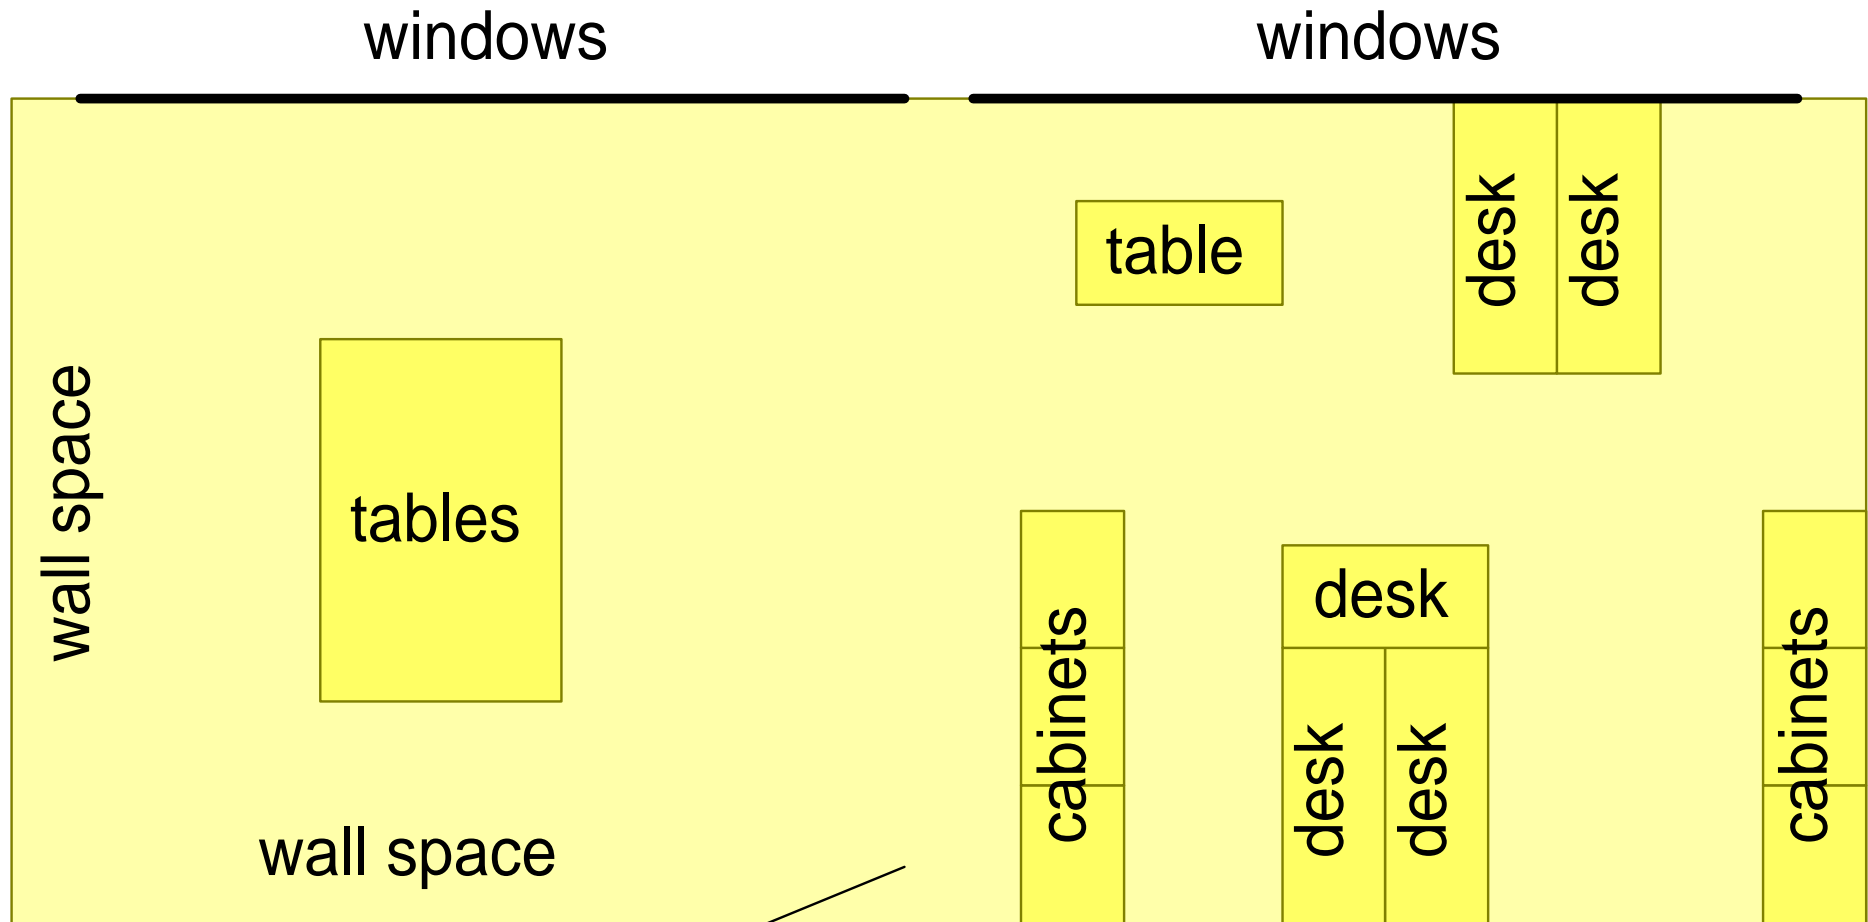 windows
windows
desk
desk
table
wall space
tables
desk
cabinets
cabinets
desk
desk
wall space